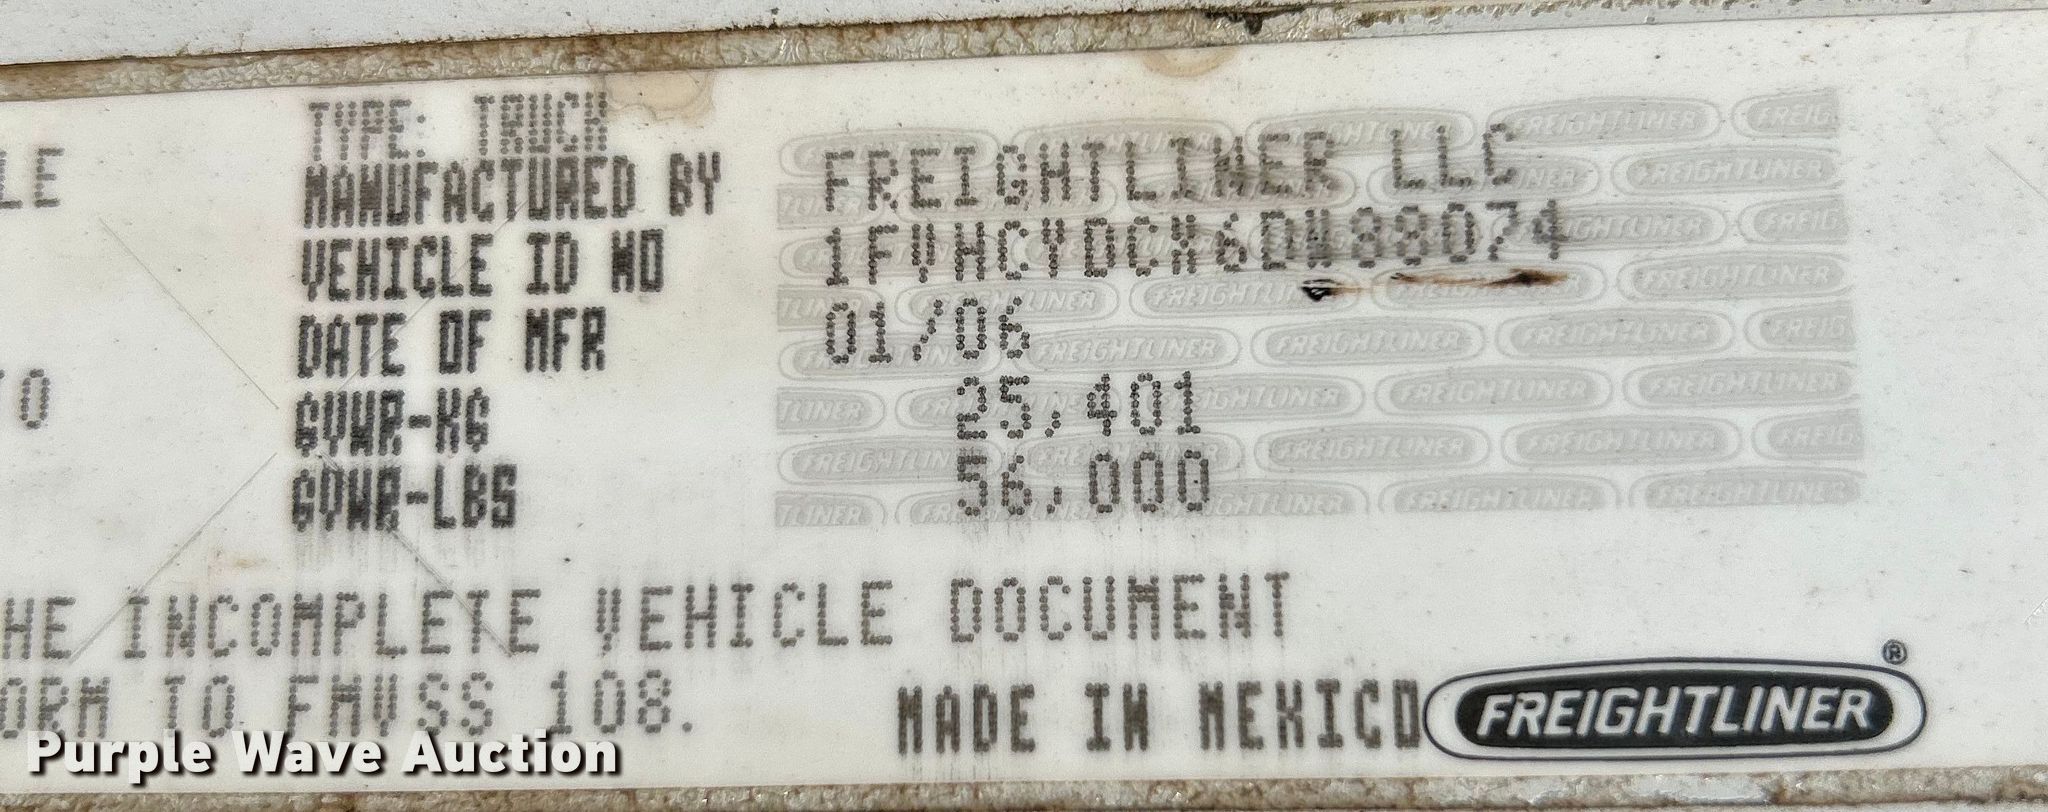 TYPE: TRUCK
LE MANUFACTURED BY FREIGHTLINER LLC
VEHICLE ID NO 1FVHCYDCX6DW88074
DATE OF MFR 01/06
TO GVWR-KG 25,401
GVWR-LBS 56,000
HE INCOMPLETE VEHICLE DOCUMENT
ORM TO FMVSS 108.
MADE IN MEXICO FREIGHTLINER®
Purple Wave Auction